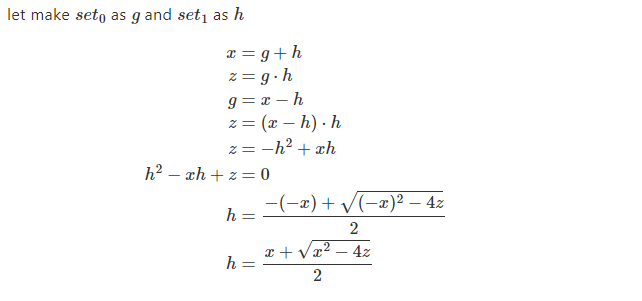 let make set₀ as g and set₁ as h
x = g + h
z = g · h
g = x − h
z = (x − h) · h
z = −h² + xh
h² − xh + z = 0
h = (−(−x) + √((−x)² − 4z)) / 2
h = (x + √(x² − 4z)) / 2